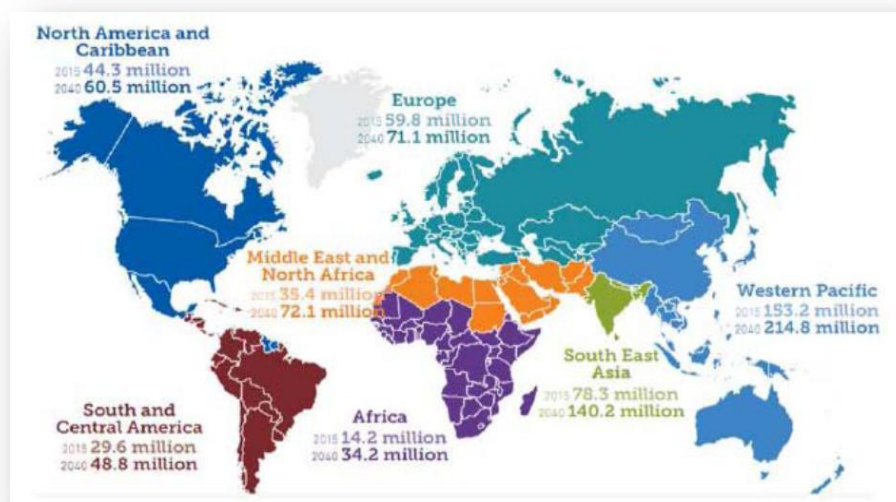 North America and
Caribbean
2015 44.3 million
2040 60.5 million
Europe
2015 59.8 million
2040 71.1 million
Middle East and
North Africa
2015 35.4 million
2040 72.1 million
Western Pacific
2015 153.2 million
2040 214.8 million
South East
Asia
2015 78.3 million
2040 140.2 million
South and
Central America
2015 29.6 million
2040 48.8 million
Africa
2015 14.2 million
2040 34.2 million